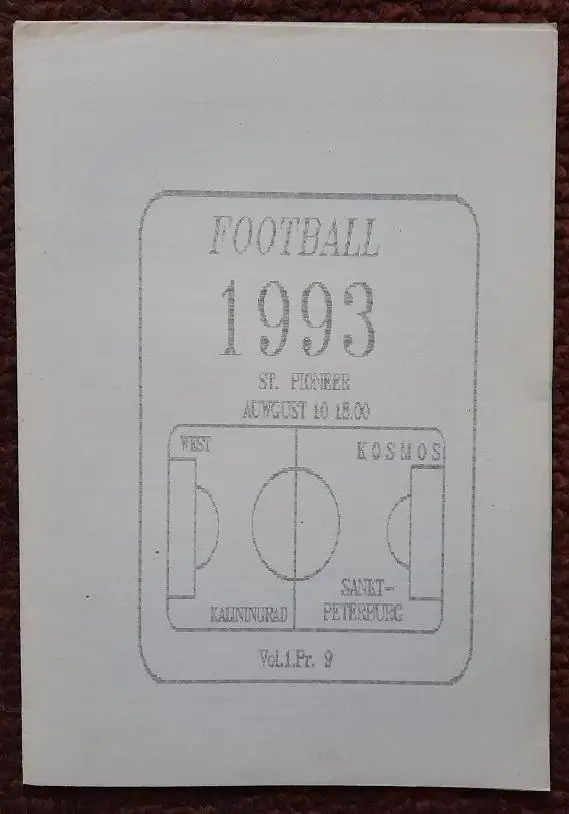 FOOTBALL
1993
ST. PIONEER
AUWGUST 10 18.00
WEST
KOSMOS
KALININGRAD
SANKT-
PETERBURG
Vol.1.Pr. 9